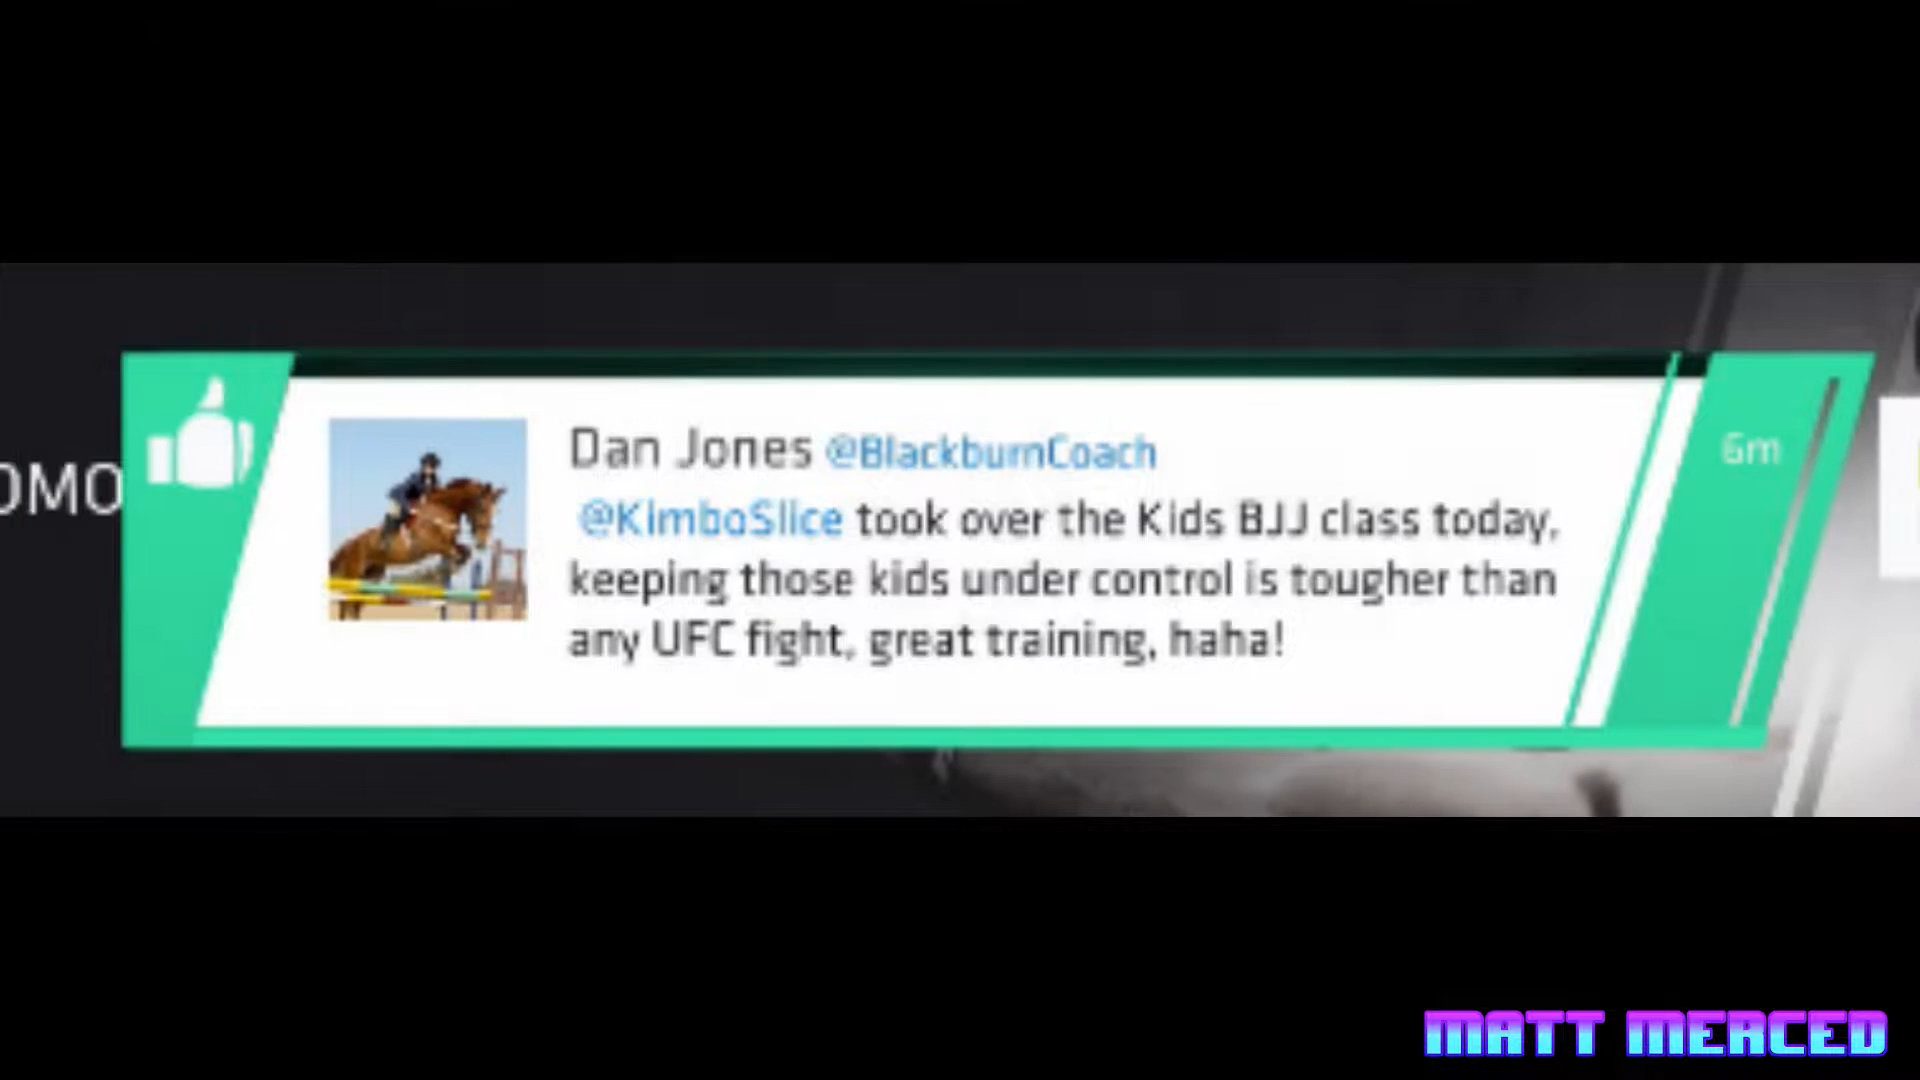 OMO
Dan Jones @BlackburnCoach
6m
@KimboSlice took over the Kids BJJ class today,
keeping those kids under control is tougher than
any UFC fight, great training, haha!
MATT MERCED